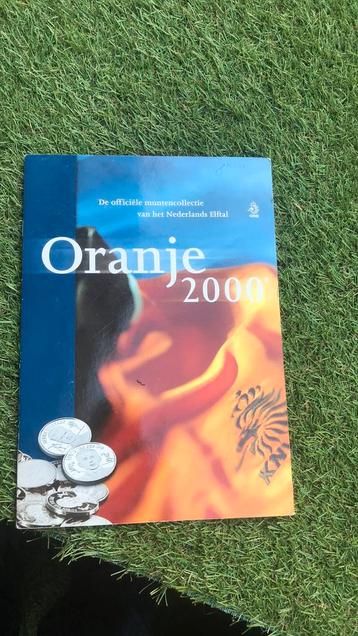 De officiële muntencollectie
van het Nederlands Elftal
Oranje
2000